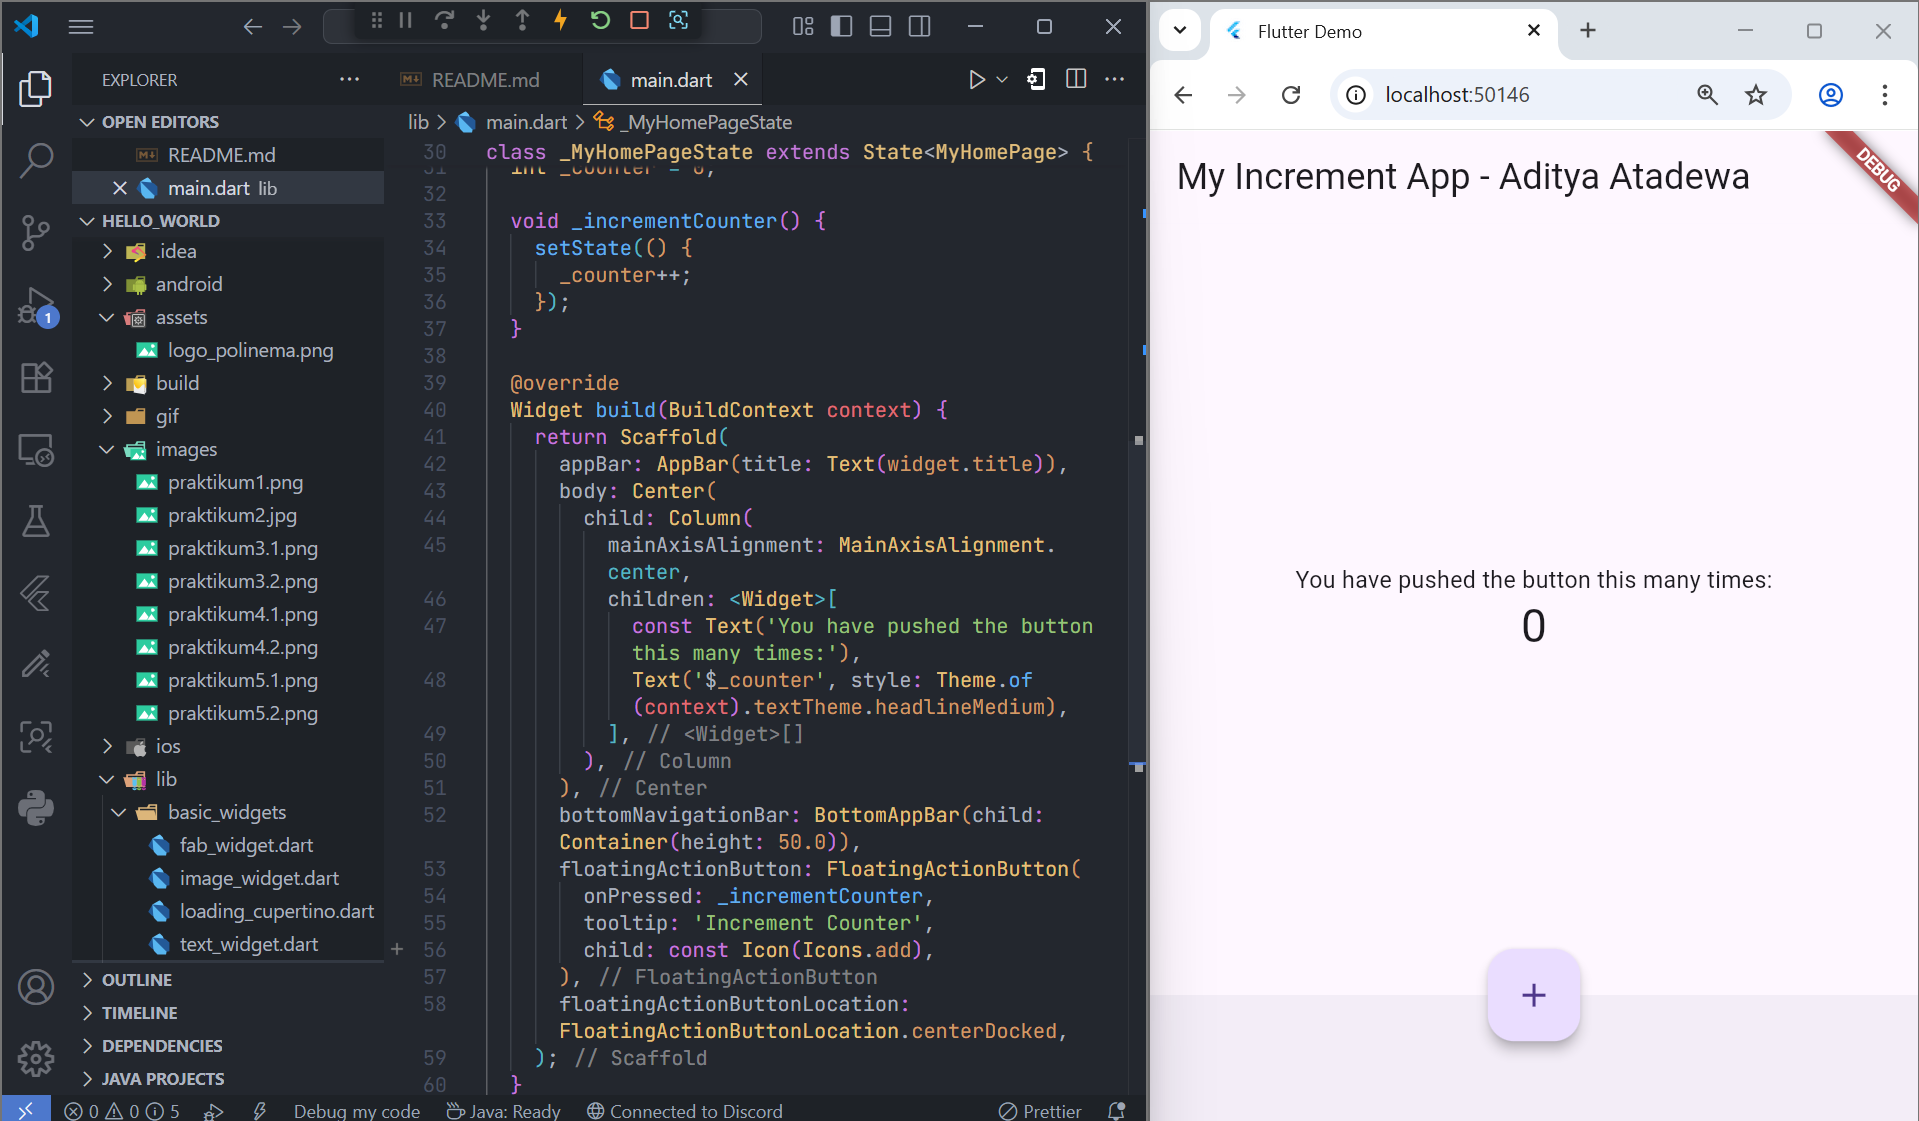 EXPLORER
OPEN EDITORS
README.md
main.dart lib
HELLO_WORLD
.idea
android
assets
logo_polinema.png
build
gif
images
praktikum1.png
praktikum2.jpg
praktikum3.1.png
praktikum3.2.png
praktikum4.1.png
praktikum4.2.png
praktikum5.1.png
praktikum5.2.png
ios
lib
basic_widgets
fab_widget.dart
image_widget.dart
loading_cupertino.dart
text_widget.dart
OUTLINE
TIMELINE
DEPENDENCIES
JAVA PROJECTS
1
README.md
main.dart
lib > main.dart > _MyHomePageState
30 class _MyHomePageState extends State<MyHomePage> {
31 int _counter = 0;
32
33 void _incrementCounter() {
34 setState(() {
35 _counter++;
36 });
37 }
38
39 @override
40 Widget build(BuildContext context) {
41 return Scaffold(
42 appBar: AppBar(title: Text(widget.title)),
43 body: Center(
44 child: Column(
45 mainAxisAlignment: MainAxisAlignment.
center,
46 children: <Widget>[
47 const Text('You have pushed the button
this many times:'),
48 Text('$_counter', style: Theme.of
(context).textTheme.headlineMedium),
49 ], // <Widget>[]
50 ), // Column
51 ), // Center
52 bottomNavigationBar: BottomAppBar(child:
Container(height: 50.0)),
53 floatingActionButton: FloatingActionButton(
54 onPressed: _incrementCounter,
55 tooltip: 'Increment Counter',
56 child: const Icon(Icons.add),
57 ), // FloatingActionButton
58 floatingActionButtonLocation:
FloatingActionButtonLocation.centerDocked,
59 ); // Scaffold
60 }
0 0 5 Debug my code Java: Ready Connected to Discord Prettier
Flutter Demo
localhost:50146
My Increment App - Aditya Atadewa
DEBUG
You have pushed the button this many times:
0
+